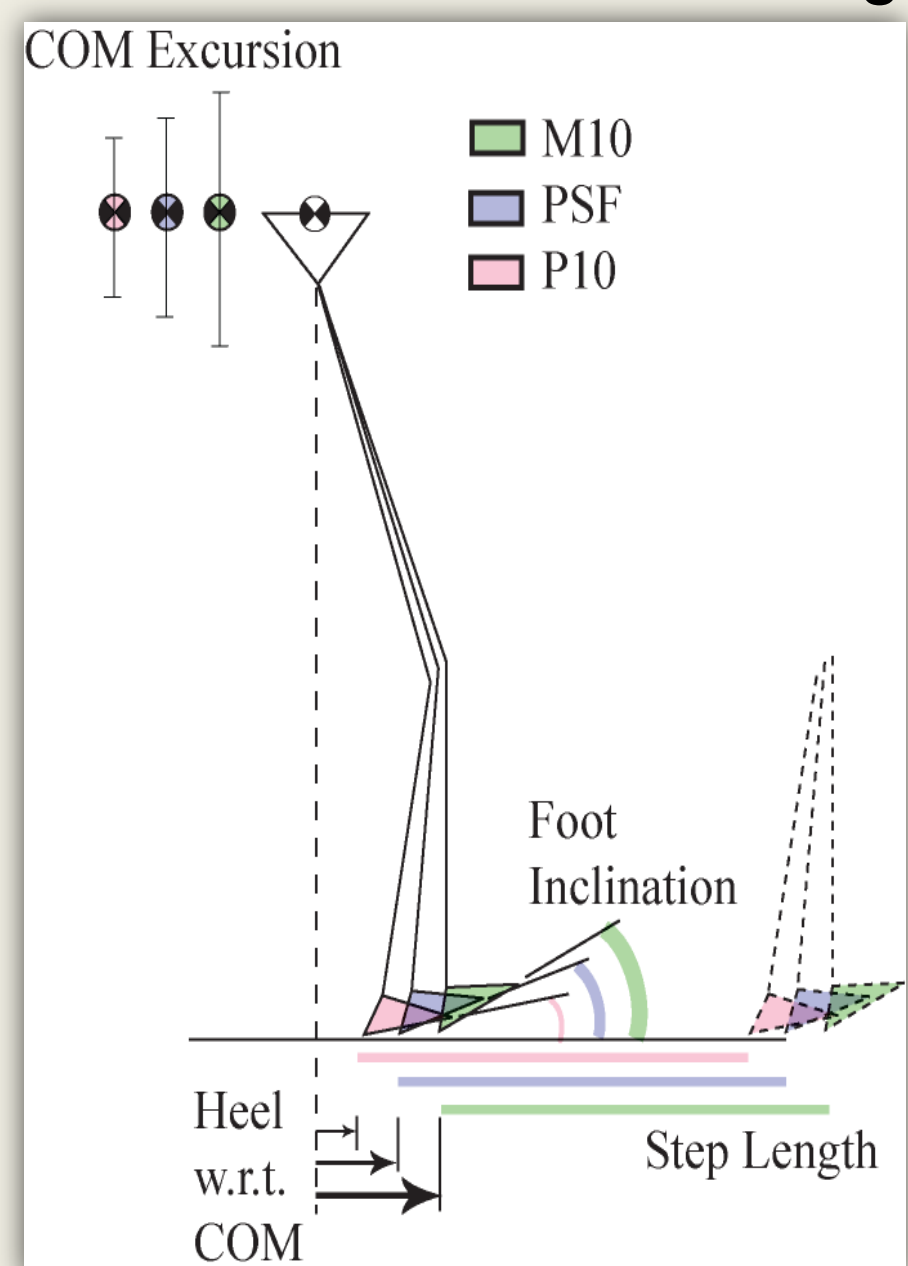 COM Excursion
M10
PSF
P10
Foot
Inclination
Heel
w.r.t.
COM
Step Length